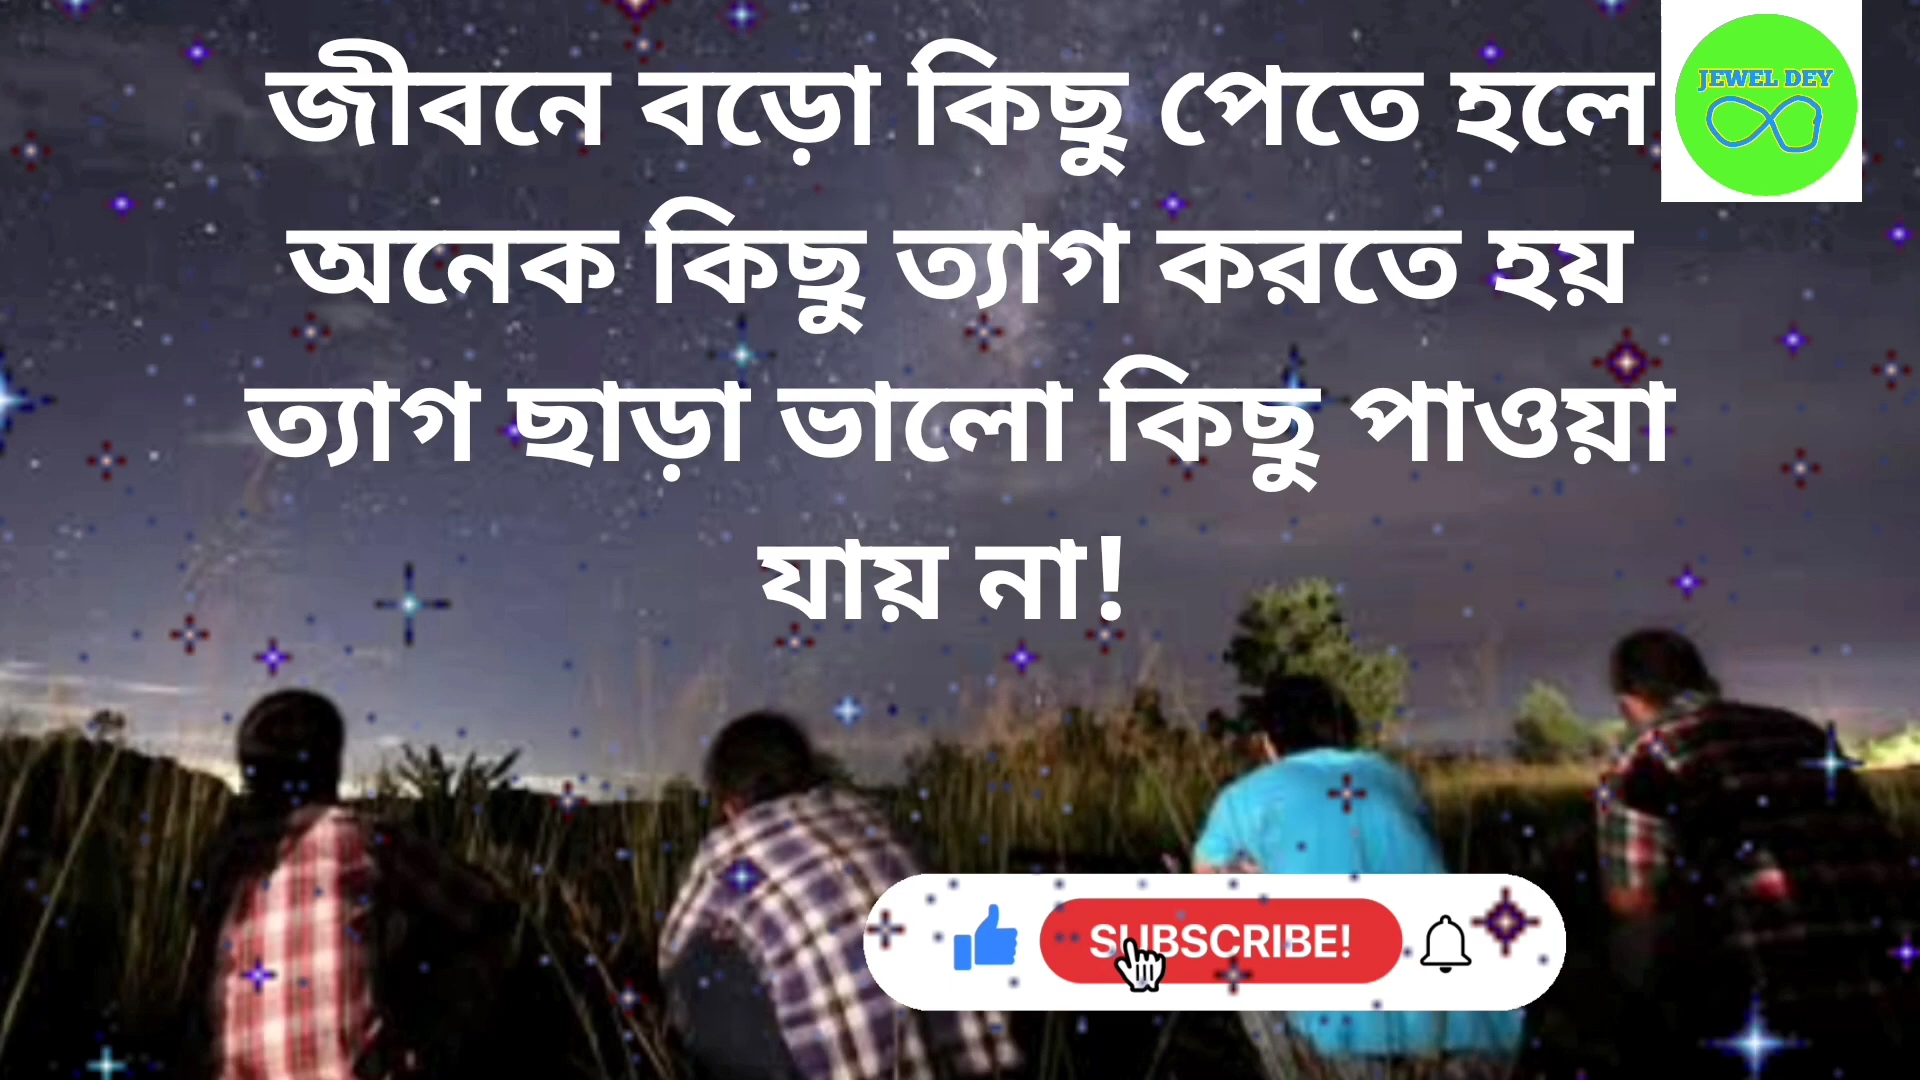 জীবনে বড়ো কিছু পেতে হলে
অনেক কিছু ত্যাগ করতে হয়
ত্যাগ ছাড়া ভালো কিছু পাওয়া
যায় না!
JEWEL DEY
SUBSCRIBE!